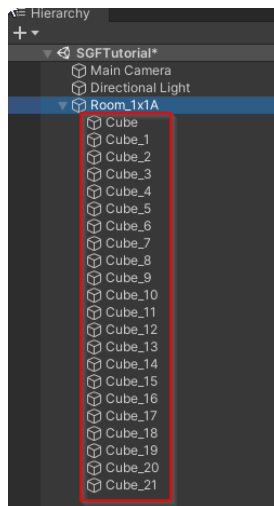 Hierarchy
+
SGFTutorial*
Main Camera
Directional Light
Room_1x1A
Cube
Cube_1
Cube_2
Cube_3
Cube_4
Cube_5
Cube_6
Cube_7
Cube_8
Cube_9
Cube_10
Cube_11
Cube_12
Cube_13
Cube_14
Cube_15
Cube_16
Cube_17
Cube_18
Cube_19
Cube_20
Cube_21